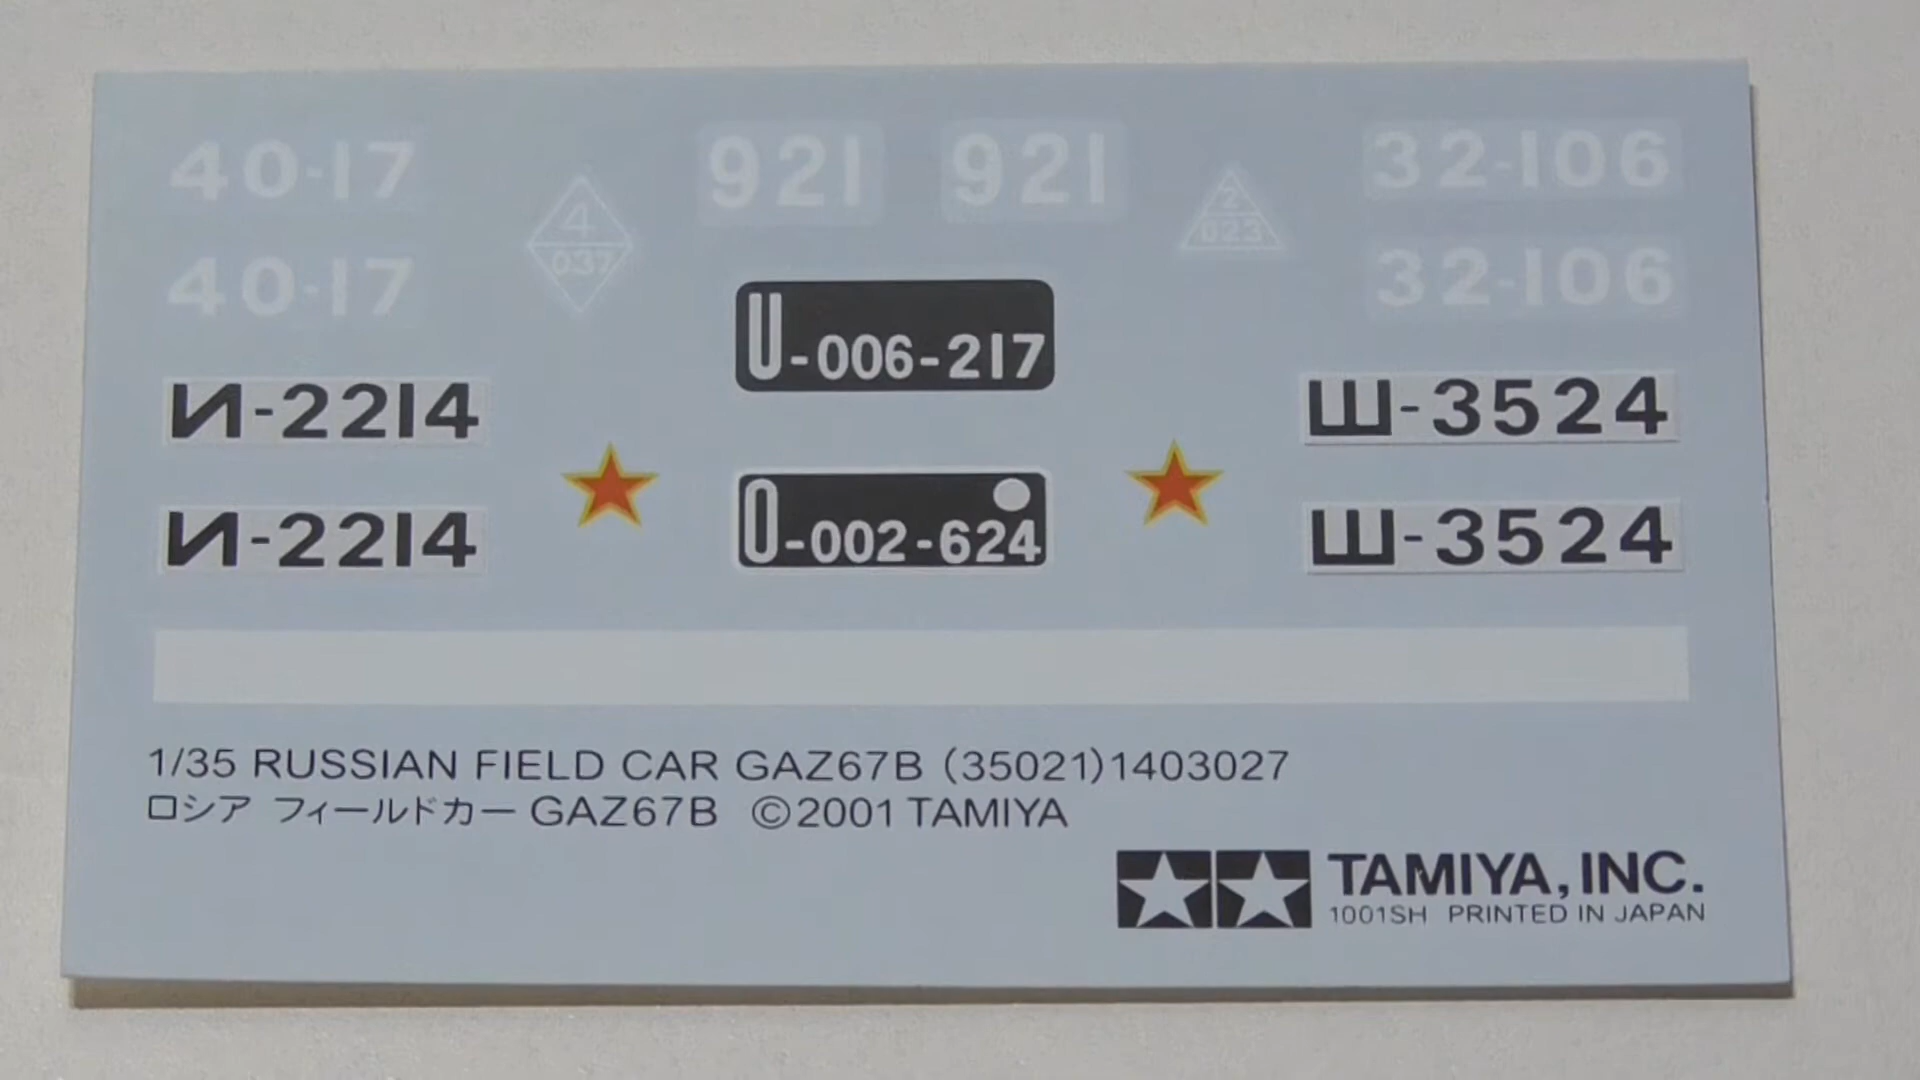 40-17
4
037
921
921
2
023
32-106
40-17
32-106
U-006-217
И-2214
Ш-3524
O-002-624
И-2214
Ш-3524
1/35 RUSSIAN FIELD CAR GAZ67B (35021)1403027
ロシア フィールドカー GAZ67B ©2001 TAMIYA
TAMIYA, INC.
1001SH PRINTED IN JAPAN